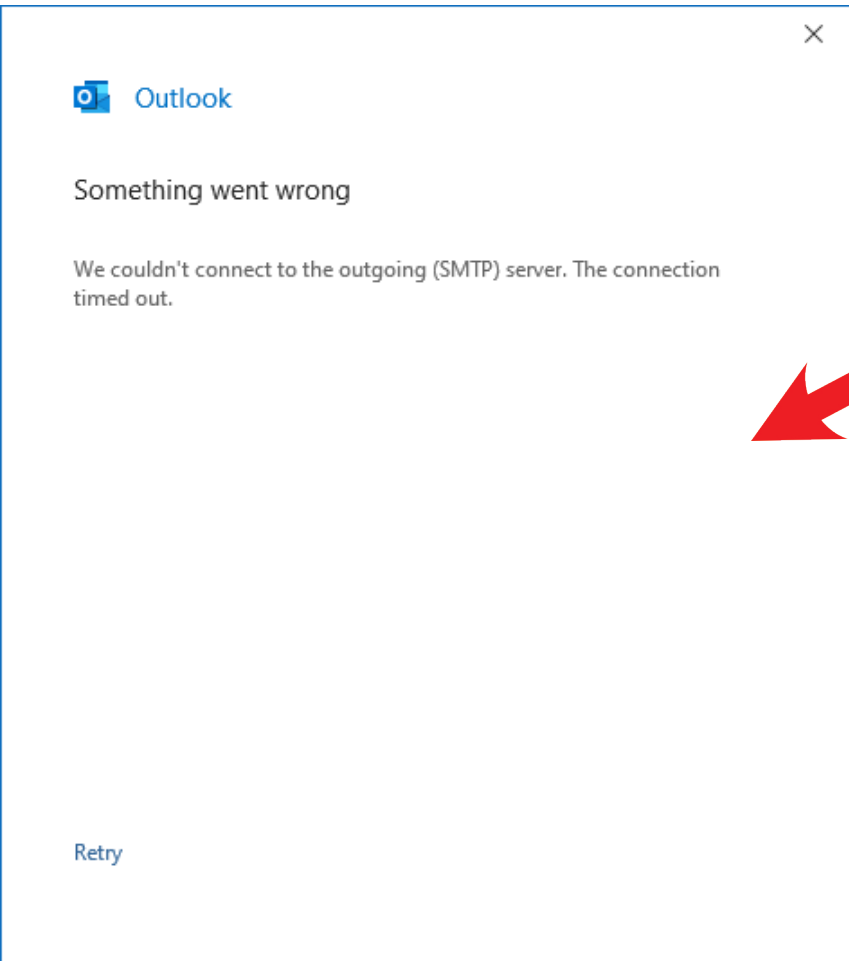 Outlook
Something went wrong
We couldn't connect to the outgoing (SMTP) server. The connection
timed out.
Retry